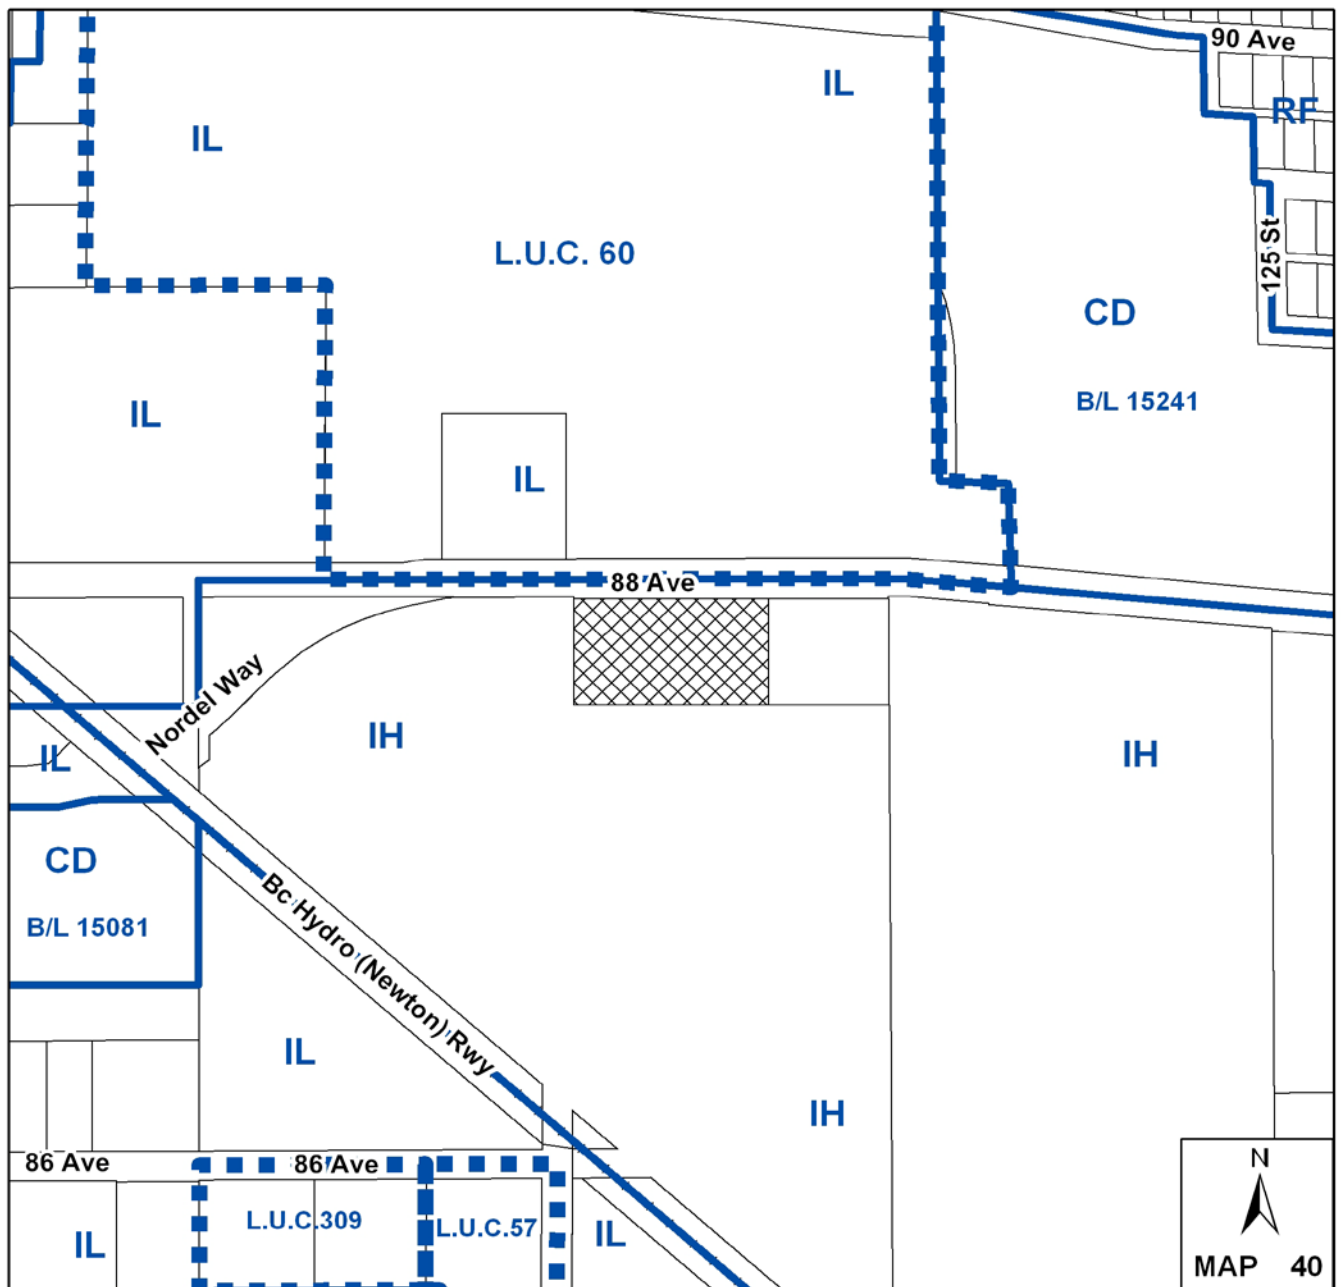 90 Ave
IL
RF
IL
L.U.C. 60
125 St
CD
B/L 15241
IL
IL
88 Ave
Nordel Way
IH
IH
IL
CD
B/L 15081
Bc Hydro (Newton) Rwy
IL
IH
86 Ave
86 Ave
N
L.U.C.309
L.U.C.57
IL
IL
MAP 40